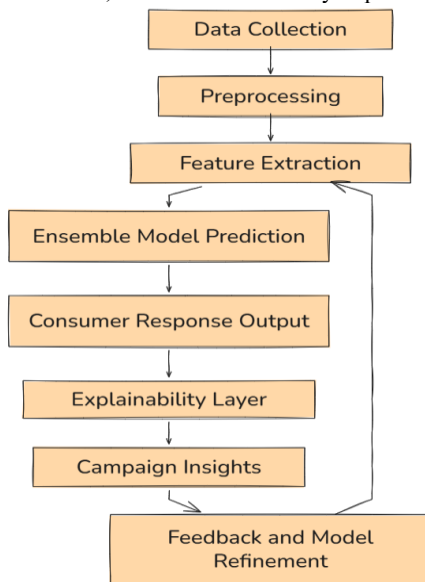 Data Collection
Preprocessing
Feature Extraction
Ensemble Model Prediction
Consumer Response Output
Explainability Layer
Campaign Insights
Feedback and Model
Refinement